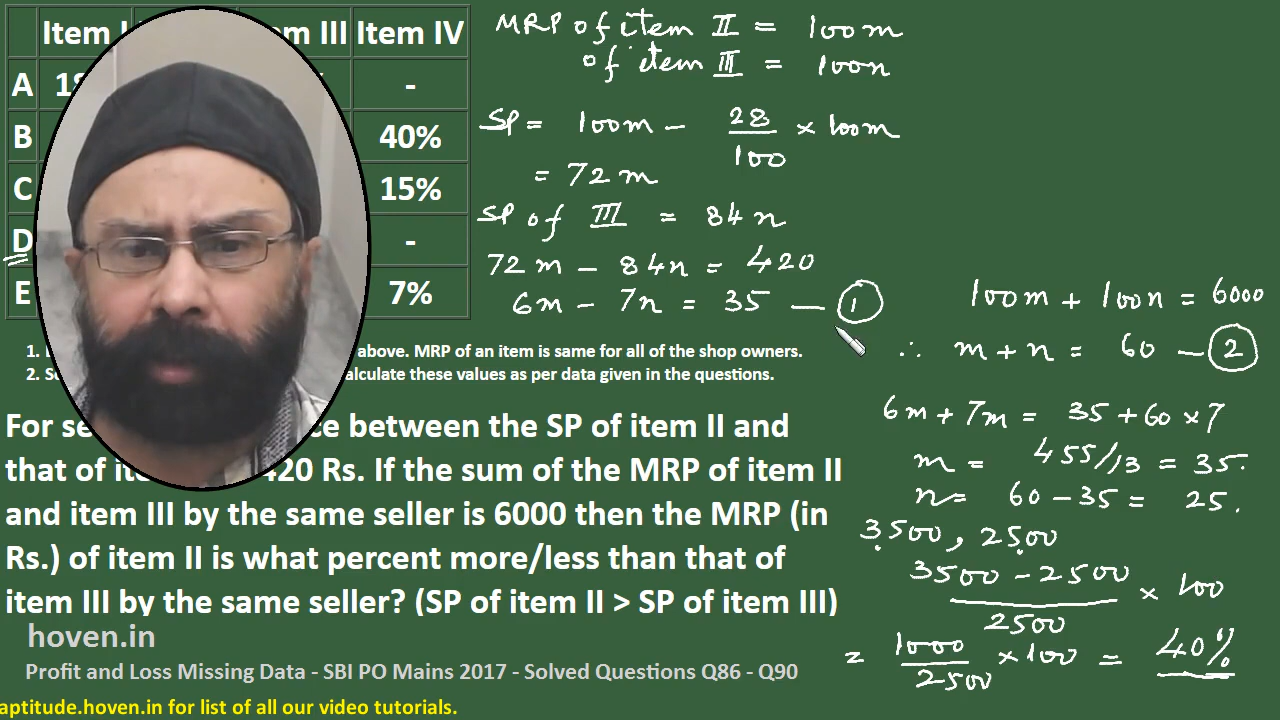 Item III Item IV
A -
B 40%
C 15%
D -
E 7%
MRP of item II = 100m
of item III = 100n
SP = 100m - 28/100 × 100m
= 72m
SP of III = 84n
72m - 84n = 420
6m - 7n = 35 — ①
100m + 100n = 6000
∴ m + n = 60 — ②
6m + 7m = 35 + 60 × 7
m = 455/13 = 35.
n = 60 - 35 = 25.
3500, 2500
3500 - 2500 / 2500 × 100
= 1000/2500 × 100 = 40%
1. above. MRP of an item is same for all of the shop owners.
2. calculate these values as per data given in the questions.
For between the SP of item II and
that of 420 Rs. If the sum of the MRP of item II
and item III by the same seller is 6000 then the MRP (in
Rs.) of item II is what percent more/less than that of
item III by the same seller? (SP of item II > SP of item III)
hoven.in
Profit and Loss Missing Data - SBI PO Mains 2017 - Solved Questions Q86 - Q90
aptitude.hoven.in for list of all our video tutorials.